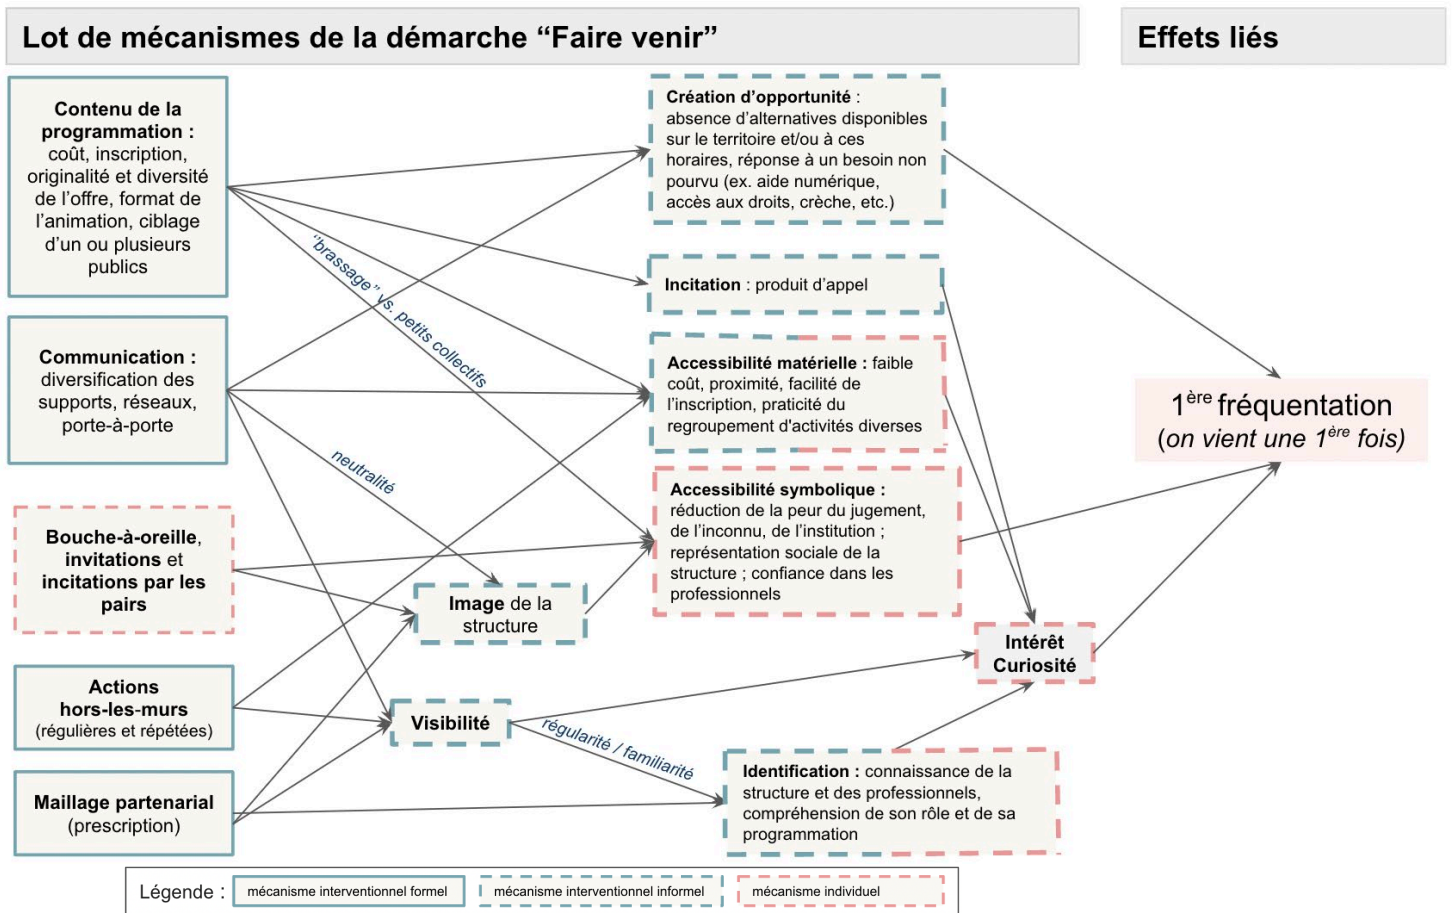 Lot de mécanismes de la démarche “Faire venir”
Effets liés
Contenu de la
programmation :
coût, inscription,
originalité et diversité
de l’offre, format de
l’animation, ciblage
d’un ou plusieurs
publics
Communication :
diversification des
supports, réseaux,
porte-à-porte
Bouche-à-oreille,
invitations et
incitations par les
pairs
Actions
hors-les-murs
(régulières et répétées)
Maillage partenarial
(prescription)
“brassage” vs. petits collectifs
neutralité
Image de la
structure
Visibilité
régularité / familiarité
Création d’opportunité :
absence d’alternatives disponibles
sur le territoire et/ou à ces
horaires, réponse à un besoin non
pourvu (ex. aide numérique,
accès aux droits, crèche, etc.)
Incitation : produit d’appel
Accessibilité matérielle : faible
coût, proximité, facilité de
l’inscription, praticité du
regroupement d'activités diverses
Accessibilité symbolique :
réduction de la peur du jugement,
de l’inconnu, de l’institution ;
représentation sociale de la
structure ; confiance dans les
professionnels
Intérêt
Curiosité
Identification : connaissance de la
structure et des professionnels,
compréhension de son rôle et de sa
programmation
1ère fréquentation
(on vient une 1ère fois)
Légende :
mécanisme interventionnel formel
mécanisme interventionnel informel
mécanisme individuel